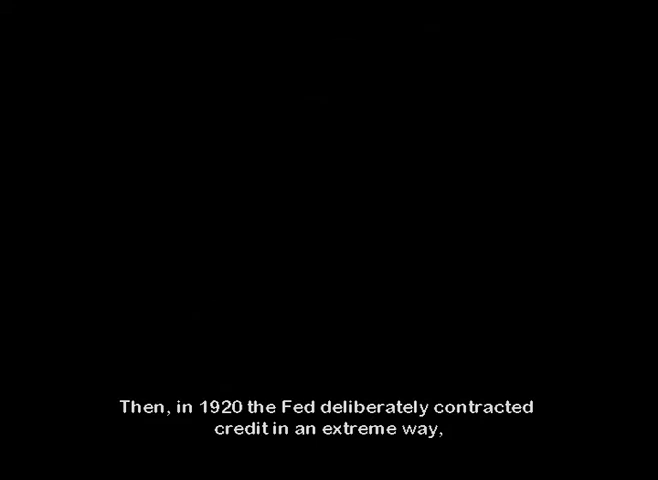 Then, in 1920 the Fed deliberately contracted
credit in an extreme way,